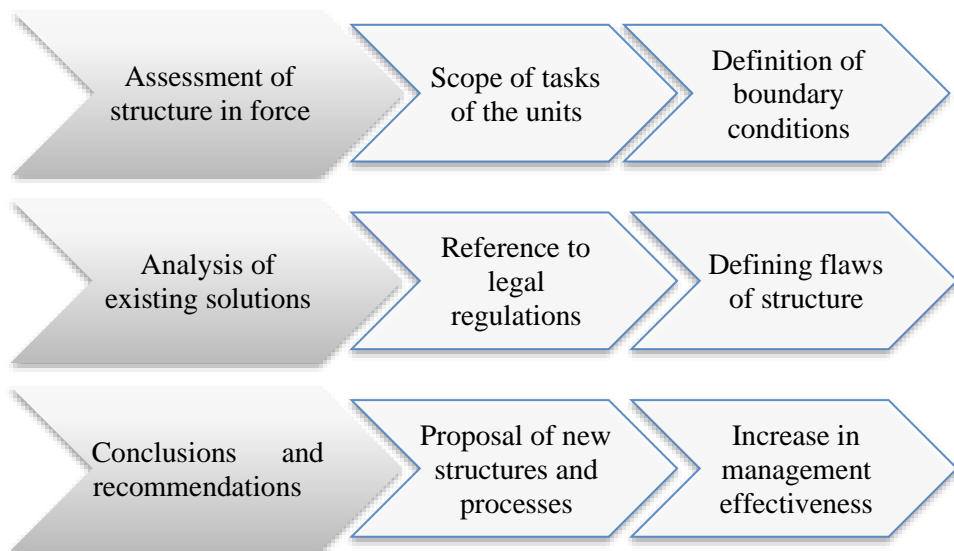 Assessment of
structure in force
Scope of tasks
of the units
Definition of
boundary
conditions
Analysis of
existing solutions
Reference to
legal
regulations
Defining flaws
of structure
Conclusions and
recommendations
Proposal of new
structures and
processes
Increase in
management
effectiveness